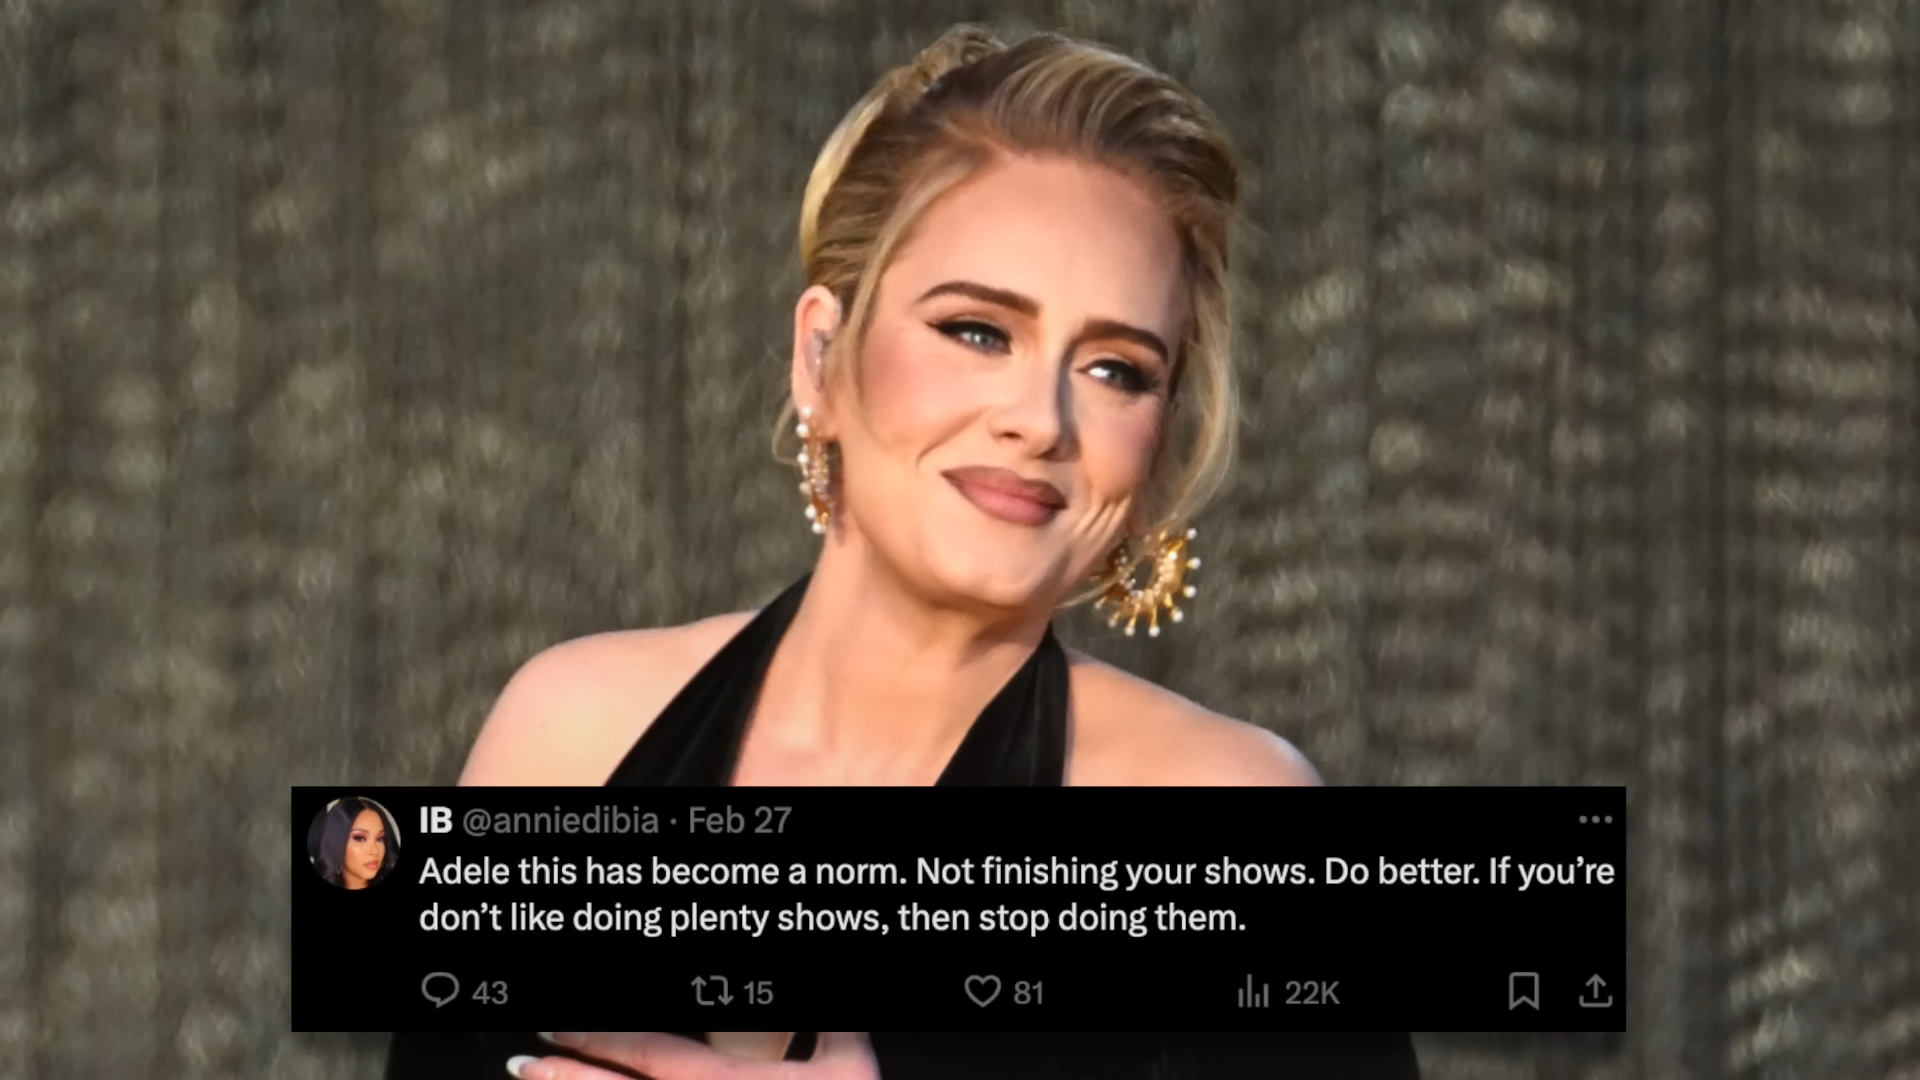 IB @anniedibia · Feb 27
Adele this has become a norm. Not finishing your shows. Do better. If you’re
don’t like doing plenty shows, then stop doing them.
43 15 81 22K